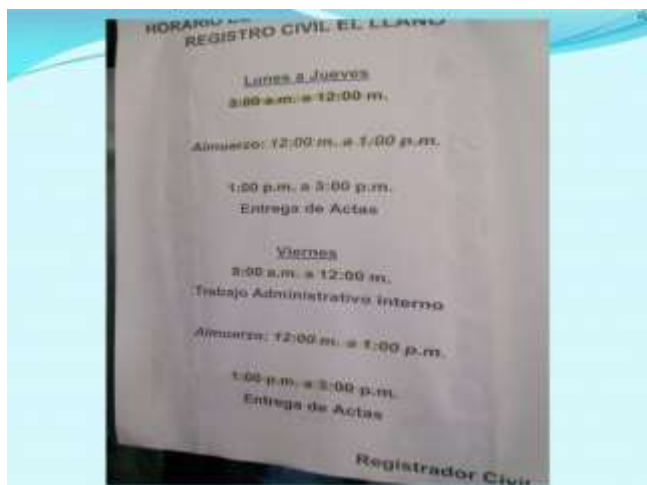 HORARIO
REGISTRO CIVIL EL LLANO
Lunes a Jueves
8:00 a.m. a 12:00 m.
Almuerzo: 12:00 m. a 1:00 p.m.
1:00 p.m. a 3:00 p.m.
Entrega de Actas
Viernes
8:00 a.m. a 12:00 m.
Trabajo Administrativo Interno
Almuerzo: 12:00 m. a 1:00 p.m.
1:00 p.m. a 3:00 p.m.
Entrega de Actas
Registrador Civil